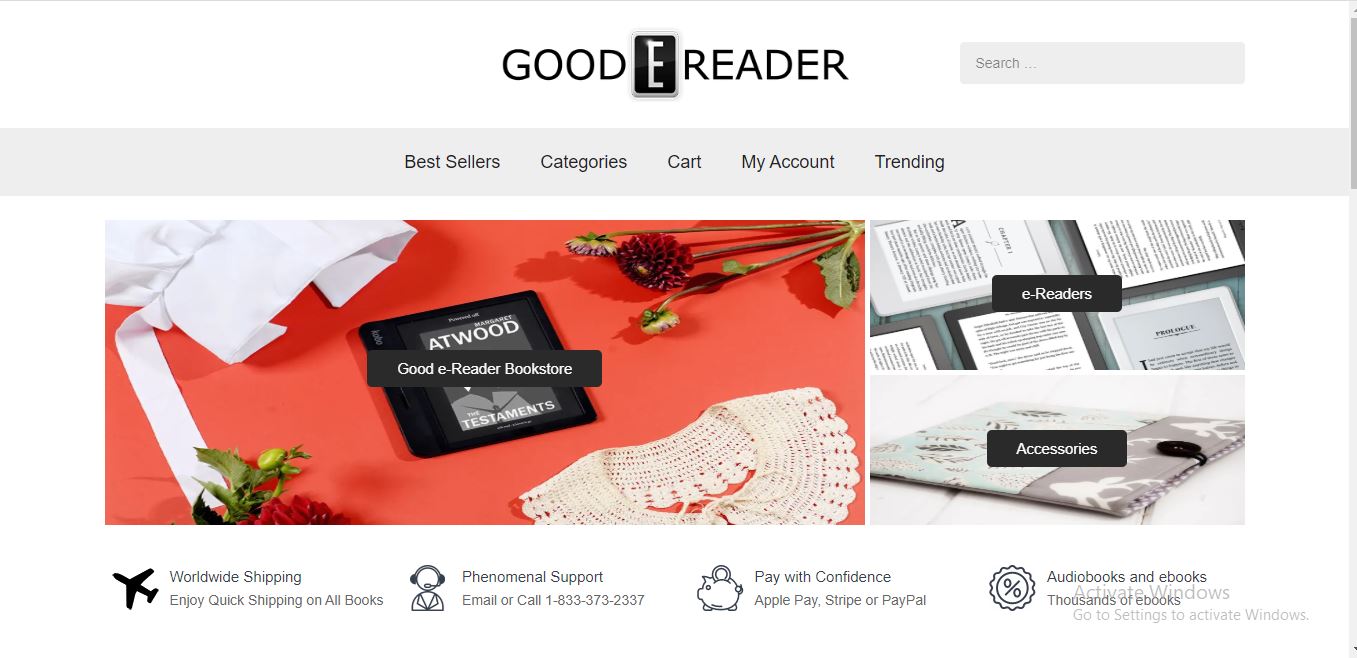 GOOD E READER
Search …
Best Sellers
Categories
Cart
My Account
Trending
Powered off
kobo
MARGARET
ATWOOD
Good e-Reader Bookstore
THE
TESTAMENTS
CHAPTER I
e-Readers
PROLOGUE
Accessories
Worldwide Shipping
Enjoy Quick Shipping on All Books
Phenomenal Support
Email or Call 1-833-373-2337
Pay with Confidence
Apple Pay, Stripe or PayPal
Audiobooks and ebooks
Thousands of ebooks
Activate Windows
Go to Settings to activate Windows.